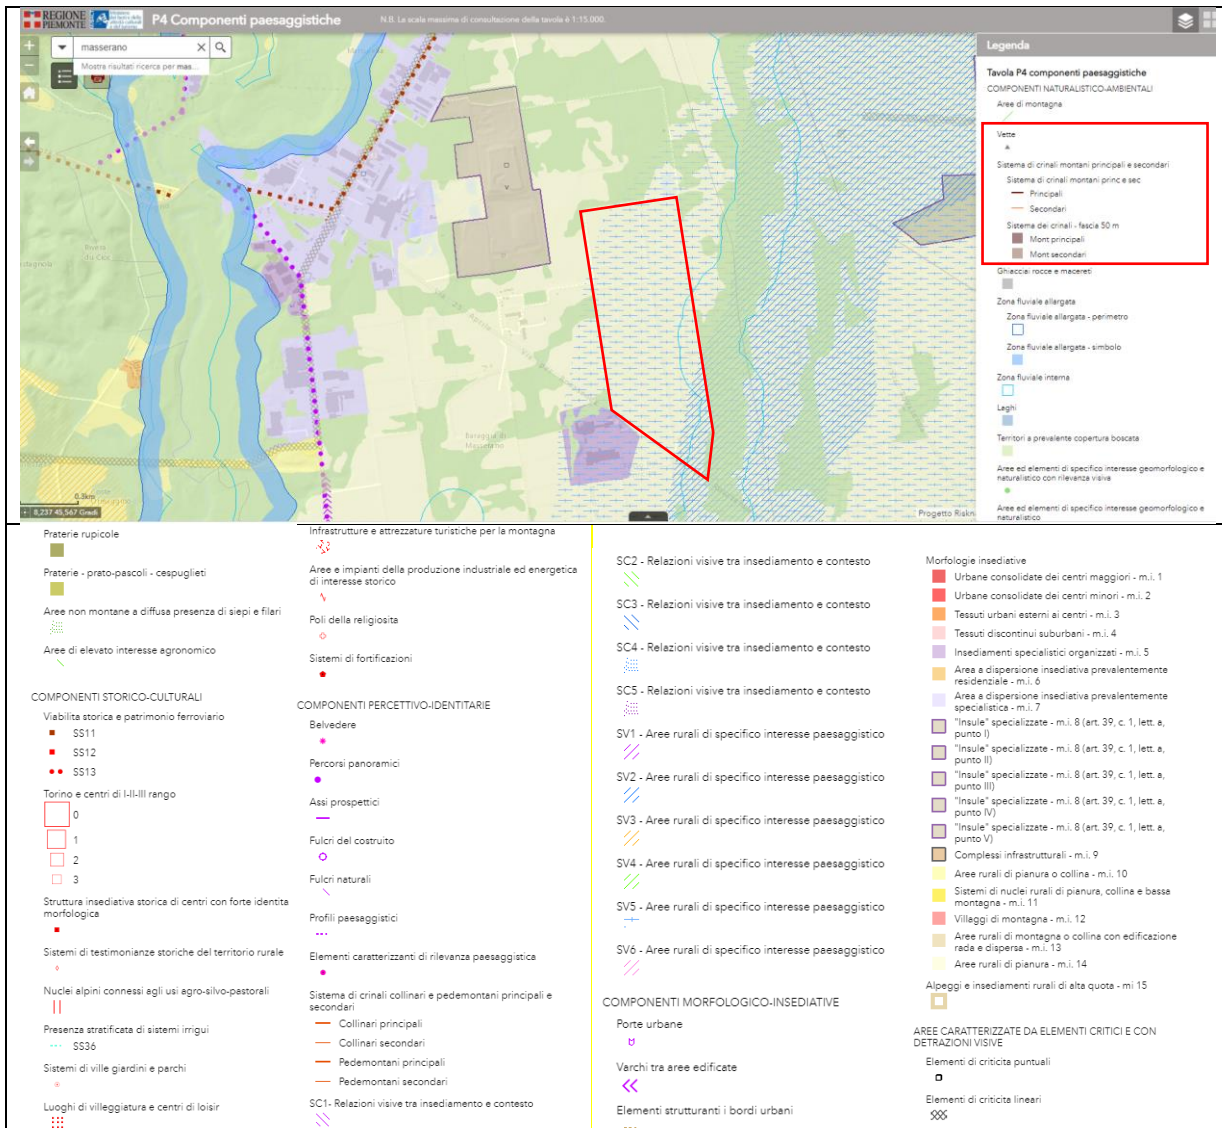 REGIONE
PIEMONTE
P4 Componenti paesaggistiche
N.B. La scala massima di consultazione della tavola è 1:15.000.
masserano
Mostra risultati ricerca per mas...
Baraggia di
Masserano
0.3km
8,237 45,567 Gradi
Progetto Riskn
Legenda
Tavola P4 componenti paesaggistiche
COMPONENTI NATURALISTICO-AMBIENTALI
Aree di montagna
Vette
Sistema di crinali montani principali e secondari
Sistema di crinali montani princ e sec
Principali
Secondari
Sistema dei crinali - fascia 50 m
Mont principali
Mont secondari
Ghiacciai rocce e macereti
Zona fluviale allargata
Zona fluviale allargata - perimetro
Zona fluviale allargata - simbolo
Zona fluviale interna
Laghi
Territori a prevalente copertura boscata
Aree ed elementi di specifico interesse geomorfologico e
naturalistico con rilevanza visiva
Aree ed elementi di specifico interesse geomorfologico e
naturalistico
Praterie rupicole
Praterie - prato-pascoli - cespuglieti
Aree non montane a diffusa presenza di siepi e filari
Aree di elevato interesse agronomico
COMPONENTI STORICO-CULTURALI
Viabilita storica e patrimonio ferroviario
SS11
SS12
SS13
Torino e centri di I-II-III rango
0
1
2
3
Struttura insediativa storica di centri con forte identita
morfologica
Sistemi di testimonianze storiche del territorio rurale
Nuclei alpini connessi agli usi agro-silvo-pastorali
Presenza stratificata di sistemi irrigui
SS36
Sistemi di ville giardini e parchi
Luoghi di villeggiatura e centri di loisir
Infrastrutture e attrezzature turistiche per la montagna
Aree e impianti della produzione industriale ed energetica
di interesse storico
Poli della religiosita
Sistemi di fortificazioni
COMPONENTI PERCETTIVO-IDENTITARIE
Belvedere
Percorsi panoramici
Assi prospettici
Fulcri del costruito
Fulcri naturali
Profili paesaggistici
Elementi caratterizzanti di rilevanza paesaggistica
Sistema di crinali collinari e pedemontani principali e
secondari
Collinari principali
Collinari secondari
Pedemontani principali
Pedemontani secondari
SC1- Relazioni visive tra insediamento e contesto
SC2 - Relazioni visive tra insediamento e contesto
SC3 - Relazioni visive tra insediamento e contesto
SC4 - Relazioni visive tra insediamento e contesto
SC5 - Relazioni visive tra insediamento e contesto
SV1 - Aree rurali di specifico interesse paesaggistico
SV2 - Aree rurali di specifico interesse paesaggistico
SV3 - Aree rurali di specifico interesse paesaggistico
SV4 - Aree rurali di specifico interesse paesaggistico
SV5 - Aree rurali di specifico interesse paesaggistico
SV6 - Aree rurali di specifico interesse paesaggistico
COMPONENTI MORFOLOGICO-INSEDIATIVE
Porte urbane
Varchi tra aree edificate
Elementi strutturanti i bordi urbani
Morfologie insediative
Urbane consolidate dei centri maggiori - m.i. 1
Urbane consolidate dei centri minori - m.i. 2
Tessuti urbani esterni ai centri - m.i. 3
Tessuti discontinui suburbani - m.i. 4
Insediamenti specialistici organizzati - m.i. 5
Area a dispersione insediativa prevalentemente
residenziale - m.i. 6
Area a dispersione insediativa prevalentemente
specialistica - m.i. 7
"Insule" specializzate - m.i. 8 (art. 39, c. 1, lett. a,
punto I)
"Insule" specializzate - m.i. 8 (art. 39, c. 1, lett. a,
punto II)
"Insule" specializzate - m.i. 8 (art. 39, c. 1, lett. a,
punto III)
"Insule" specializzate - m.i. 8 (art. 39, c. 1, lett. a,
punto IV)
"Insule" specializzate - m.i. 8 (art. 39, c. 1, lett. a,
punto V)
Complessi infrastrutturali - m.i. 9
Aree rurali di pianura o collina - m.i. 10
Sistemi di nuclei rurali di pianura, collina e bassa
montagna - m.i. 11
Villaggi di montagna - m.i. 12
Aree rurali di montagna o collina con edificazione
rada e dispersa - m.i. 13
Aree rurali di pianura - m.i. 14
Alpeggi e insediamenti rurali di alta quota - mi 15
AREE CARATTERIZZATE DA ELEMENTI CRITICI E CON
DETRAZIONI VISIVE
Elementi di criticita puntuali
Elementi di criticita lineari